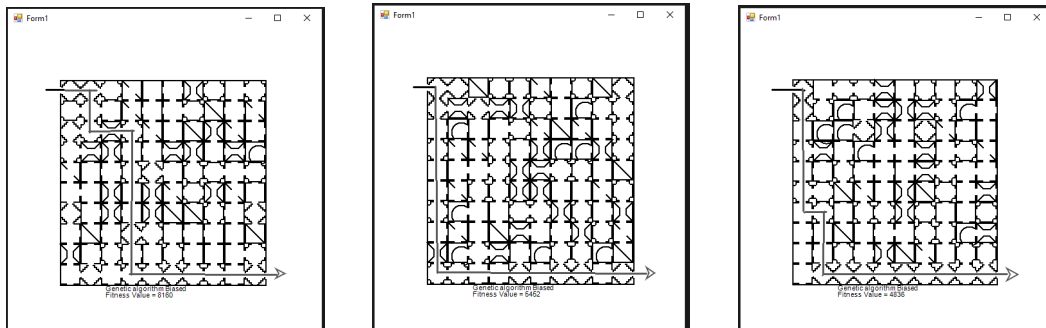 Form1
Genetic algorithm Biased
Fitness Value = 8160
Form1
Genetic algorithm Biased
Fitness Value = 5452
Form1
Genetic algorithm Biased
Fitness Value = 4836